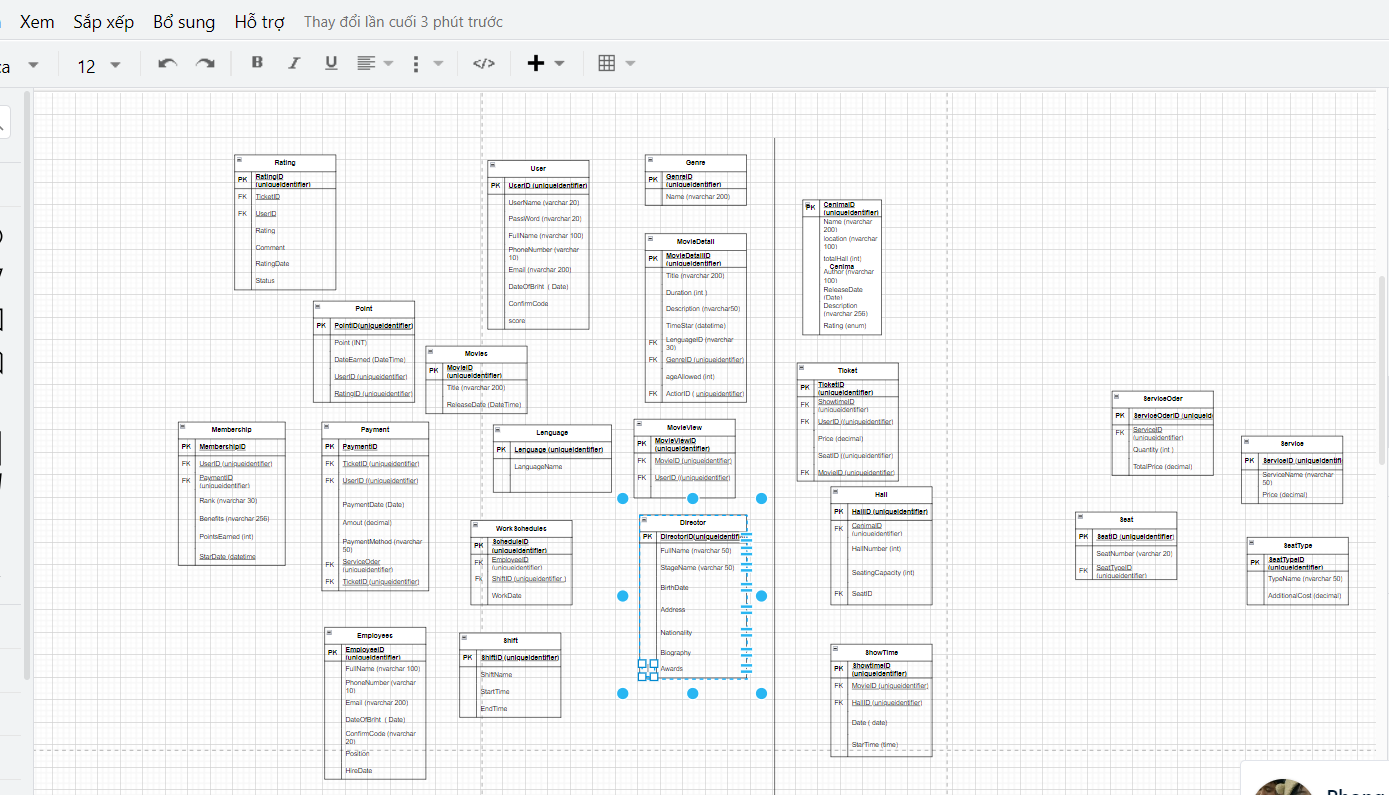 Xem Sắp xếp Bổ sung Hỗ trợ Thay đổi lần cuối 3 phút trước
ca 12 B I U </>
Rating
PK RatingID
(uniqueidentifier)
FK TicketID
FK UserID
Rating
Comment
RatingDate
Status
User
PK UserID (uniqueidentifier)
UserName (varchar 20)
PassWord (varchar 20)
FullName (nvarchar 100)
PhoneNumber (varchar
10)
Email (nvarchar 200)
DateOfBriht ( Date)
ConfirmCode
score
Genre
PK GenreID
(uniqueidentifier)
Name (nvarchar 200)
MovieDetail
PK MovieDetailID
(uniqueidentifier)
Title (nvarchar 200)
Duration (int )
Description (nvarchar50)
TimeStar (datetime)
FK LenguageID (nvarchar
30)
FK GenreID (uniqueidentifier)
ageAllowed (int)
FK ActorID ( uniqueidentifier)
PK CenimaID
(uniqueidentifier)
Name (nvarchar
200)
location (nvarchar
100)
totalHall (int)
Cenima
Author (nvarchar
100)
ReleaseDate
(Date)
Description
(nvarchar 256)
Rating (enum)
Point
PK PointID(uniqueidentifier)
Point (INT)
DateEarned (DateTime)
UserID (uniqueidentifier)
RatingID (uniqueidentifier)
Movies
PK MovieID
(uniqueidentifier)
Title (nvarchar 200)
ReleaseDate (DateTime)
Ticket
PK TicketID
(uniqueidentifier)
FK ShowtimeID
(uniqueidentifier)
FK UserID ((uniqueidentifier)
Price (decimal)
SeatID ((uniqueidentifier)
FK MovieID (uniqueidentifier)
ServiceOder
PK ServiceOderID (uniqueid
FK ServiceID
(uniqueidentifier)
Quantity (int )
TotalPrice (decimal)
Membership
PK MembershipID
FK UserID (uniqueidentifier)
FK PaymentID
(uniqueidentifier)
Rank (nvarchar 30)
Benefits (nvarchar 256)
PointsEarned (int)
StarDate (datetime
Payment
PK PaymentID
FK TicketID (uniqueidentifier)
FK UserID ((uniqueidentifier)
PaymentDate (Date)
Amout (decimal)
PaymentMethod (nvarchar
50)
FK ServiceOder
(uniqueidentifier)
FK TicketID (uniqueidentifier)
Language
PK Language (uniqueidentifier)
LanguageName
MovieView
PK MovieViewID
(uniqueidentifier)
FK MovieID (uniqueidentifier)
FK UserID ((uniqueidentifier)
Service
PK ServiceID (uniqueidentifi
ServiceName (nvarchar
50)
Price (decimal)
Hall
PK HallID (uniqueidentifier)
FK CenimaID
(uniqueidentifier)
HallNumber (int)
SeatingCapacity (int)
FK SeatID
Seat
PK SeatID (uniqueidentifier)
SeatNumber (varchar 20)
FK SeatTypeID
(uniqueidentifier)
SeatType
PK SeatTypeID
(uniqueidentifier)
TypeName (nvarchar 50)
AdditionalCost (decimal)
Work Schedules
PK ScheduleID
(uniqueidentifier)
FK EmployeeID
(uniqueidentifier)
FK ShiftID (uniqueidentifier )
WorkDate
Director
PK DirectorID(uniqueidentifi
FullName (nvarchar 50)
StageName (varchar 50)
BirthDate
Address
Nationality
Biography
Awards
Employees
PK EmployeeID
(uniqueidentifier)
FullName (nvarchar 100)
PhoneNumber (varchar
10)
Email (nvarchar 200)
DateOfBriht ( Date)
ConfirmCode (nvarchar
20)
Position
HireDate
Shift
PK ShiftID (uniqueidentifier)
ShiftName
StartTime
EndTime
ShowTime
PK ShowtimeID
(uniqueidentifier)
FK MovieID (uniqueidentifier)
FK HallID (uniqueidentifier)
Date ( date)
StarTime (time)